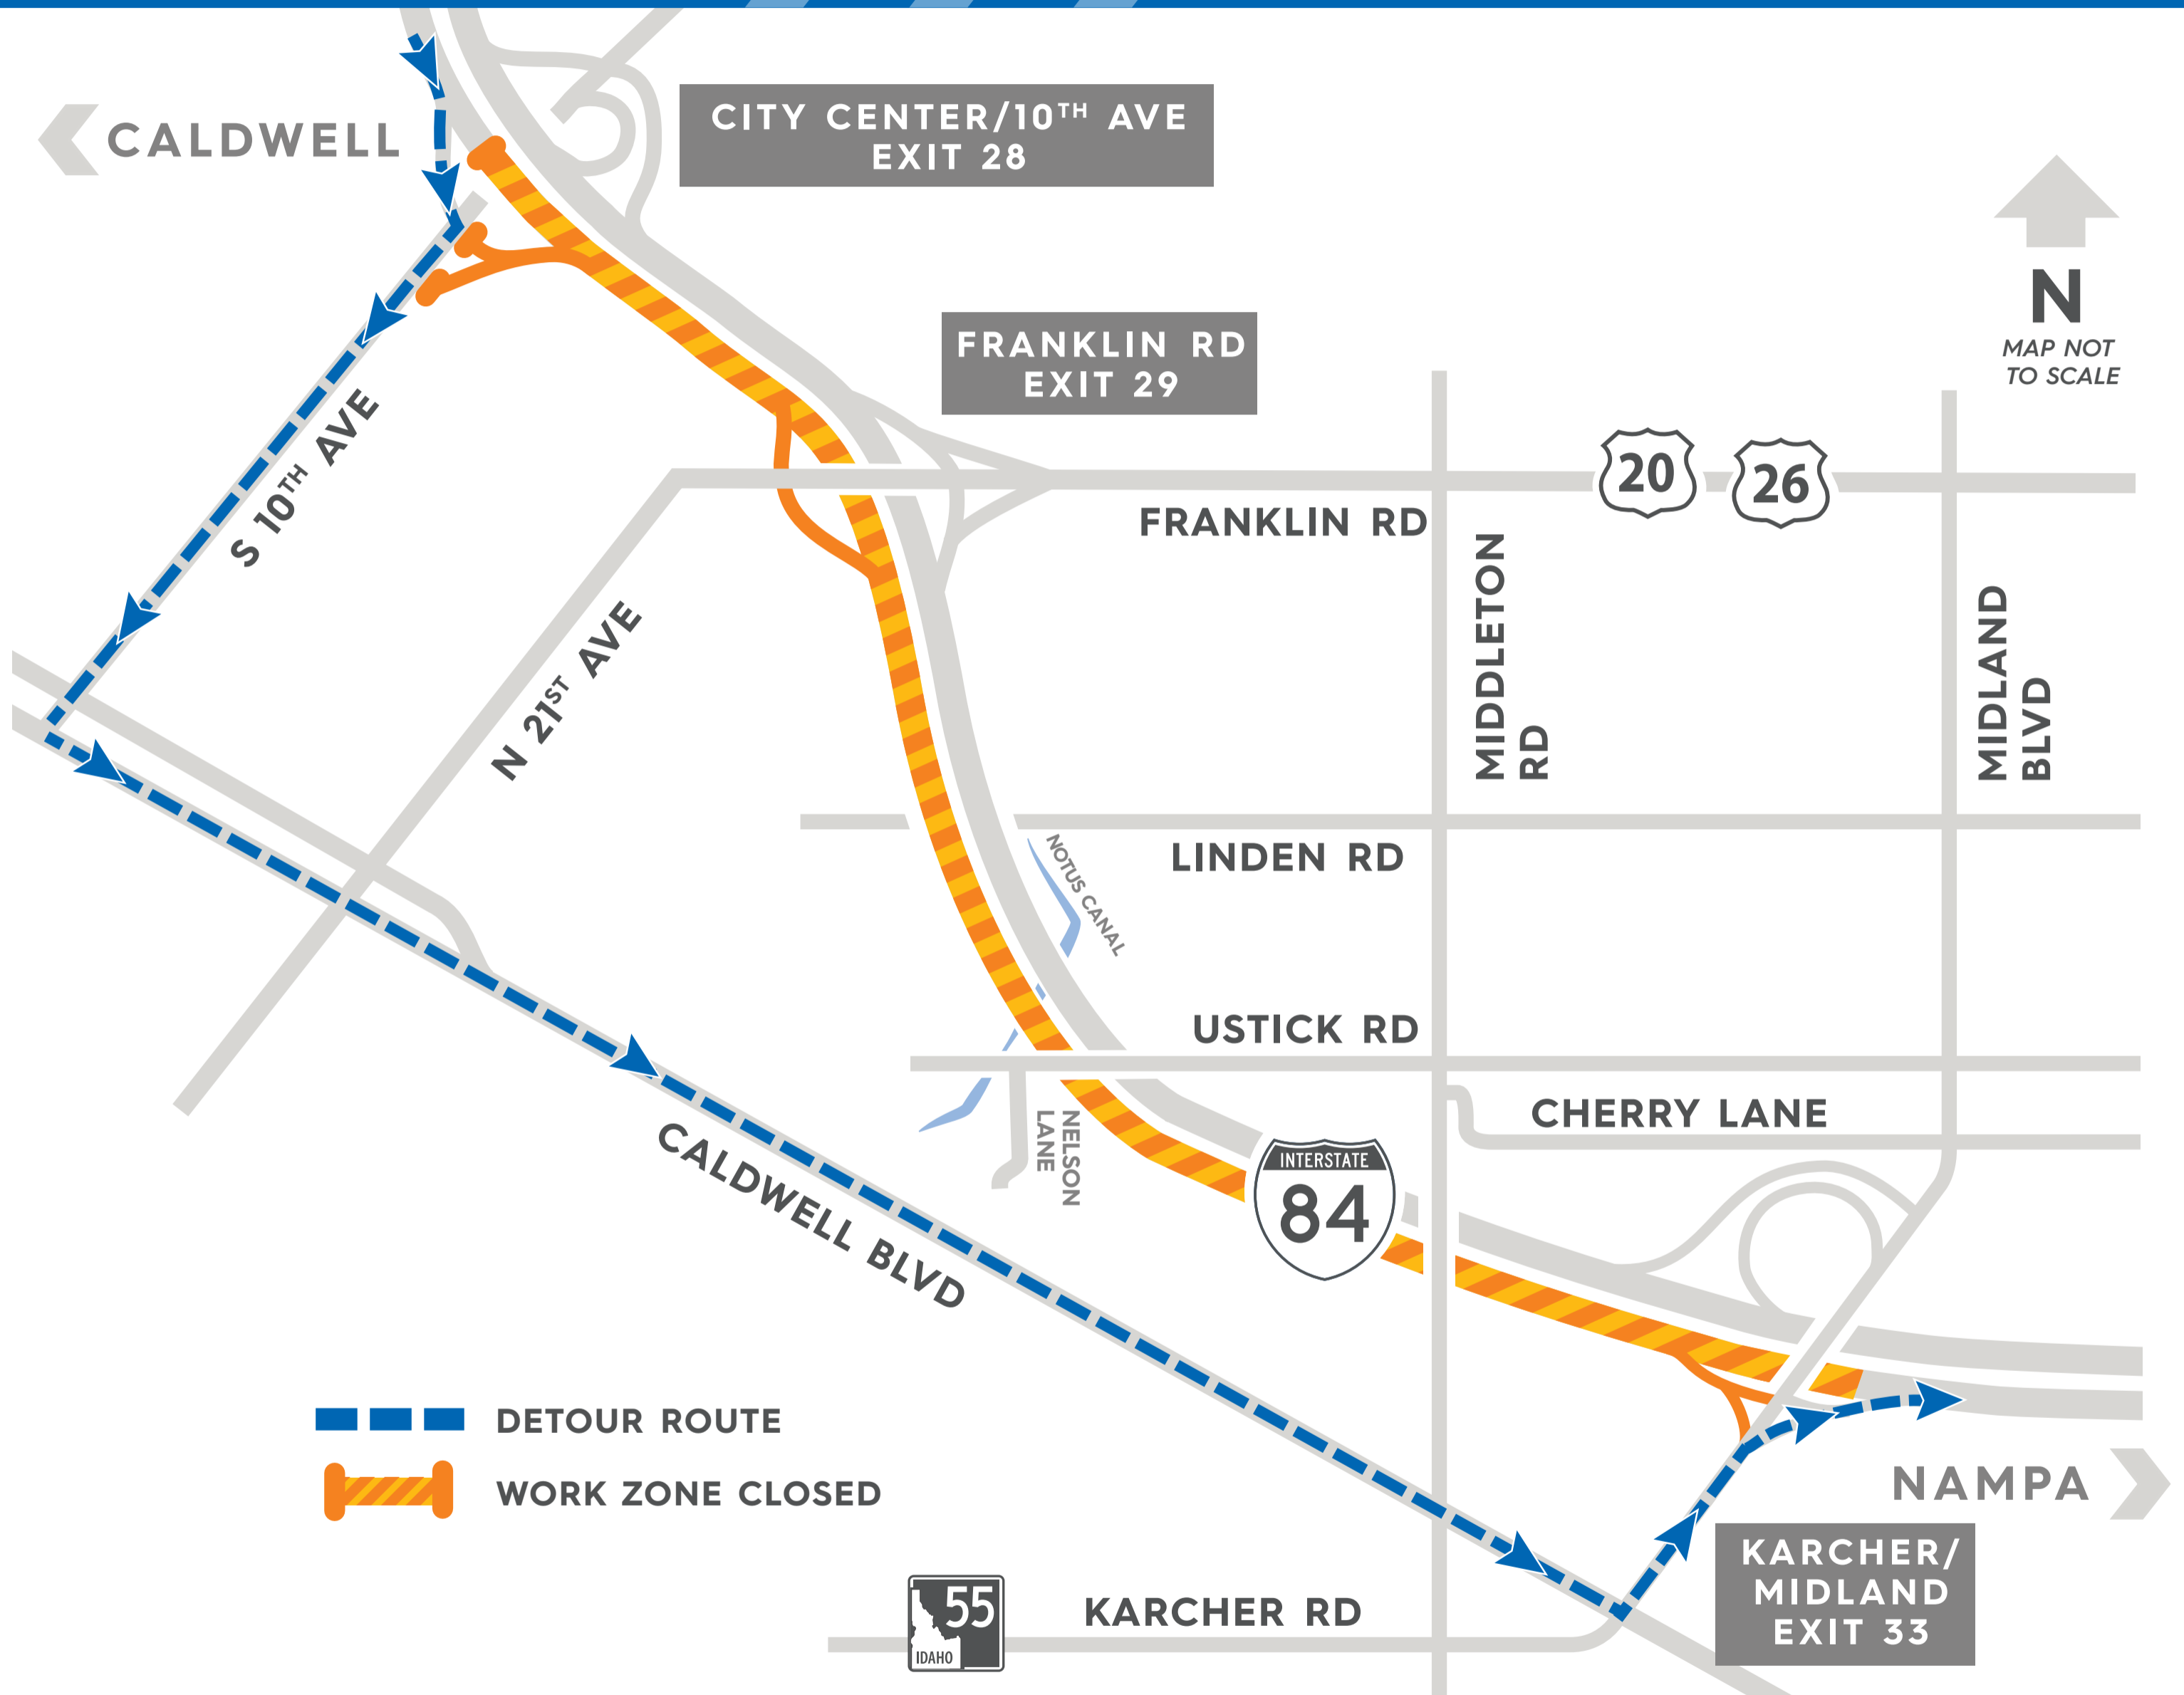 CITY CENTER/10TH AVE
EXIT 28
CALDWELL
N
MAP NOT
TO SCALE
FRANKLIN RD
EXIT 29
S 10TH AVE
20
26
FRANKLIN RD
MIDDLETON
RD
MIDLAND
BLVD
N 21ST AVE
LINDEN RD
NOTUS CANAL
USTICK RD
CHERRY LANE
NELSON
LANE
INTERSTATE
84
CALDWELL BLVD
DETOUR ROUTE
WORK ZONE CLOSED
NAMPA
KARCHER/
MIDLAND
EXIT 33
55
IDAHO
KARCHER RD